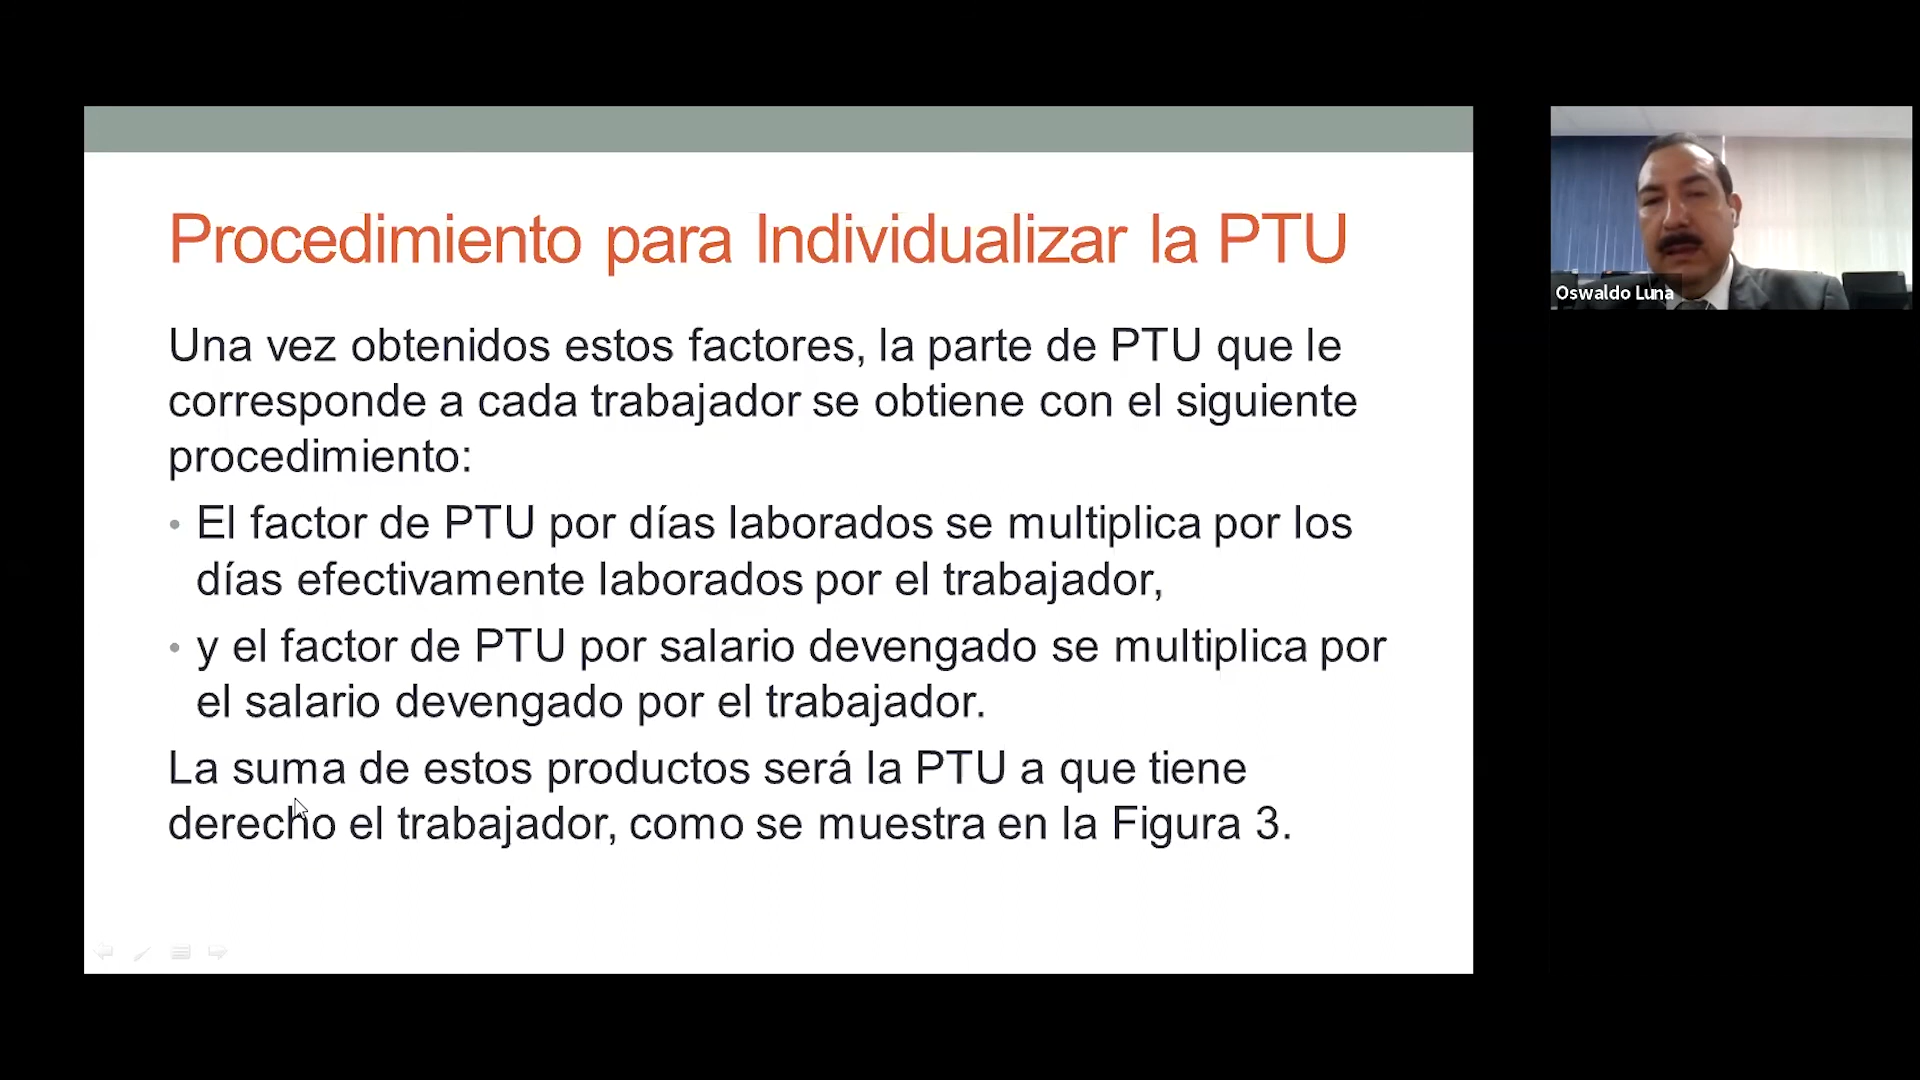 Procedimiento para Individualizar la PTU
Una vez obtenidos estos factores, la parte de PTU que le
corresponde a cada trabajador se obtiene con el siguiente
procedimiento:
• El factor de PTU por días laborados se multiplica por los
días efectivamente laborados por el trabajador,
• y el factor de PTU por salario devengado se multiplica por
el salario devengado por el trabajador.
La suma de estos productos será la PTU a que tiene
derecho el trabajador, como se muestra en la Figura 3.
Oswaldo Luna